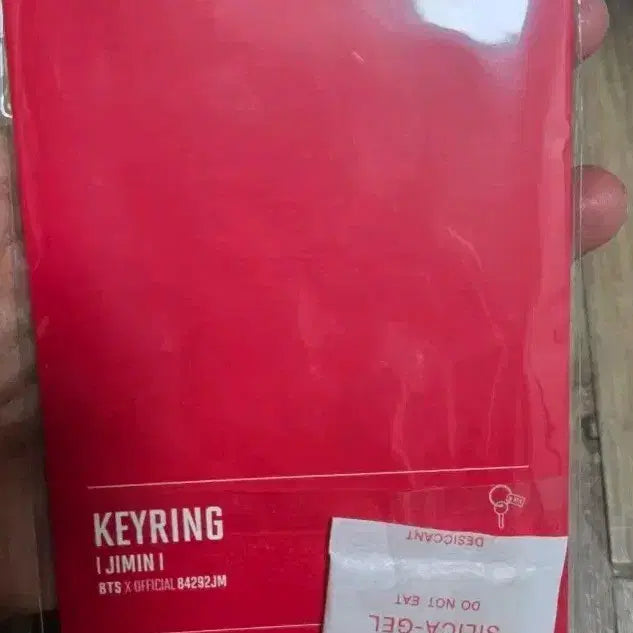 KEYRING
| JIMIN |
BTS X OFFICIAL 84292JM
DESICCANT
DO NOT EAT
SILICA-GEL